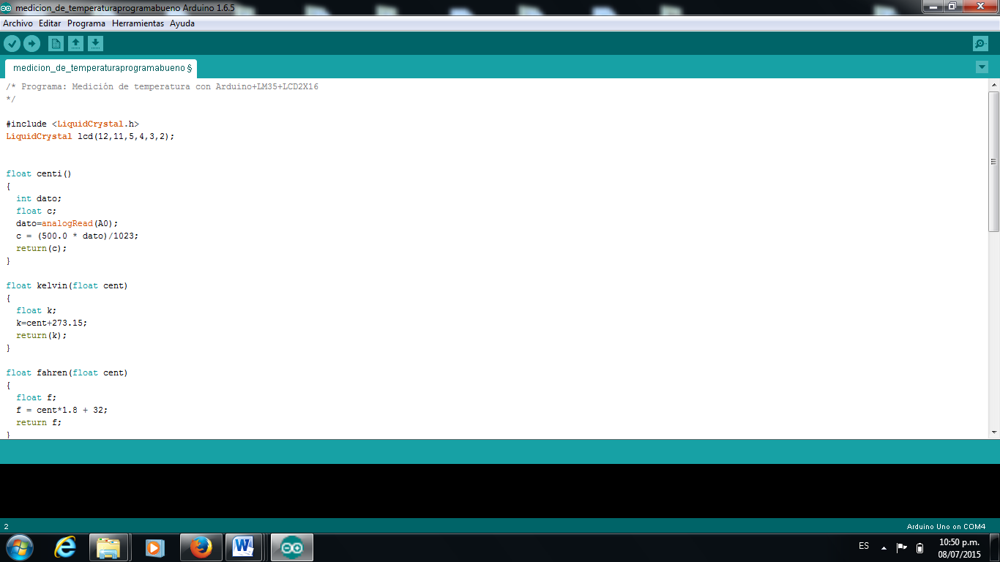 medicion_de_temperaturaprogramabueno Arduino 1.6.5
Archivo Editar Programa Herramientas Ayuda
medicion_de_temperaturaprogramabueno §
/* Programa: Medición de temperatura con Arduino+LM35+LCD2X16
*/
#include <LiquidCrystal.h>
LiquidCrystal lcd(12,11,5,4,3,2);
float centi()
{
int dato;
float c;
dato=analogRead(A0);
c = (500.0 * dato)/1023;
return(c);
}
float kelvin(float cent)
{
float k;
k=cent+273.15;
return(k);
}
float fahren(float cent)
{
float f;
f = cent*1.8 + 32;
return f;
}
2
Arduino Uno on COM4
ES
10:50 p.m.
08/07/2015